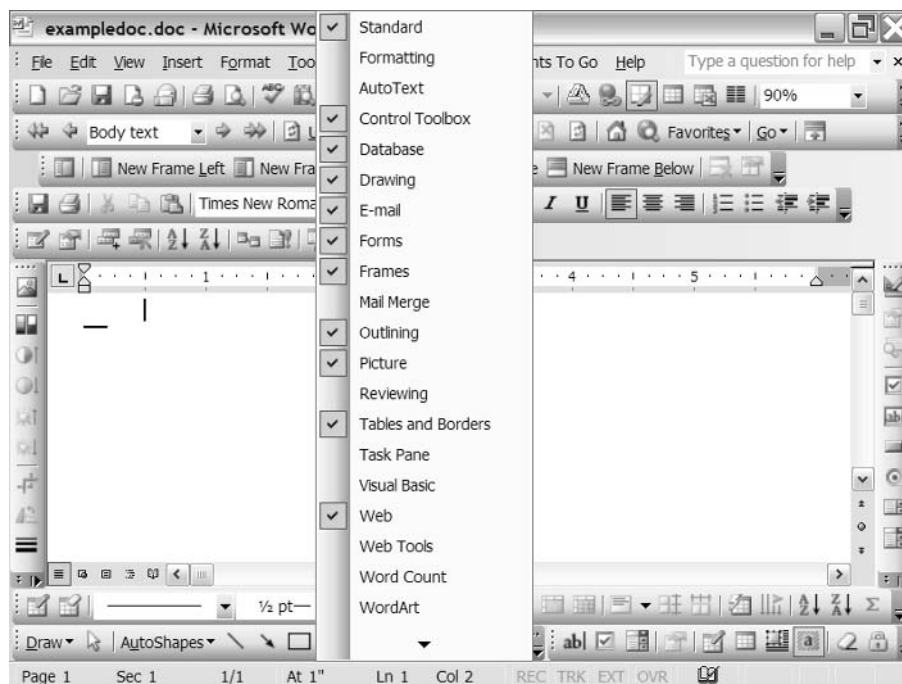 exampledoc.doc - Microsoft Wo
File Edit View Insert Format Too
nts To Go Help Type a question for help
90%
Body text
Favorites Go
New Frame Left New Fra
New Frame Below
Times New Roma
I U
L 1 4 5
Standard
Formatting
AutoText
Control Toolbox
Database
Drawing
E-mail
Forms
Frames
Mail Merge
Outlining
Picture
Reviewing
Tables and Borders
Task Pane
Visual Basic
Web
Web Tools
Word Count
WordArt
½ pt
Draw AutoShapes
ab
a
Page 1 Sec 1 1/1 At 1" Ln 1 Col 2 REC TRK EXT OVR